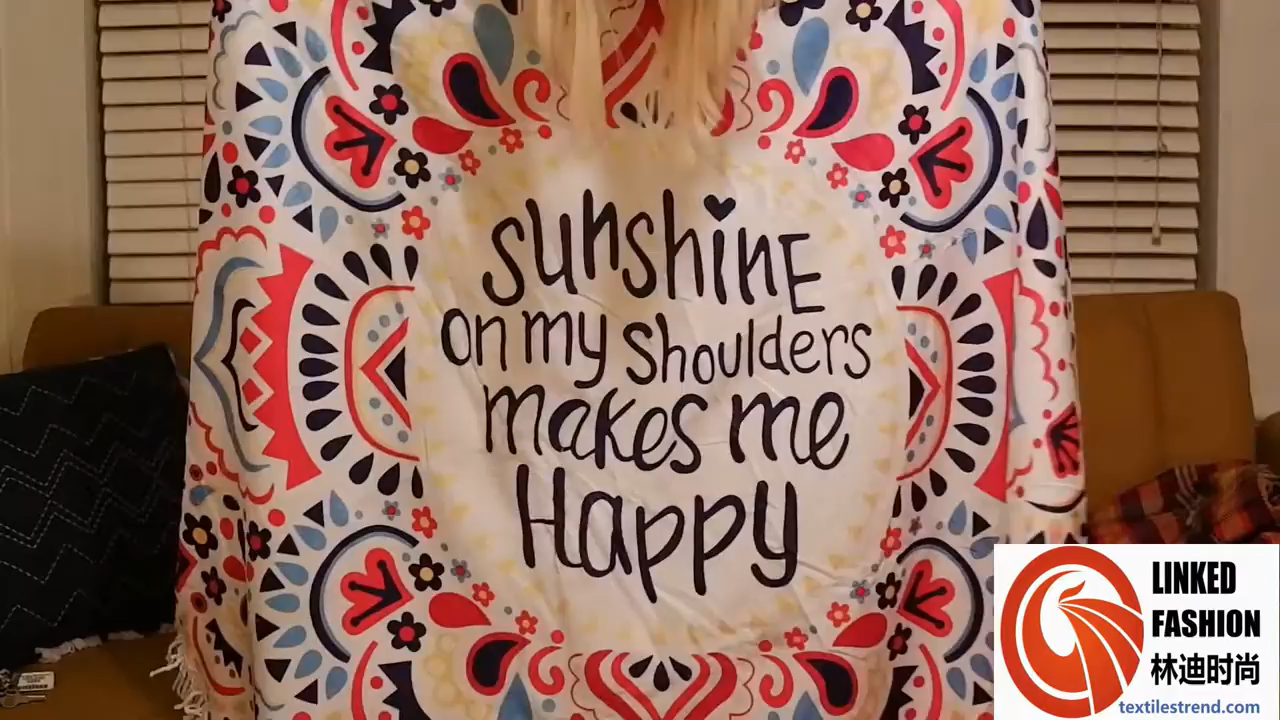 sunshinE
on my shoulders
makes me
Happy
LINKED
FASHION
林迪时尚
textilestrend.com